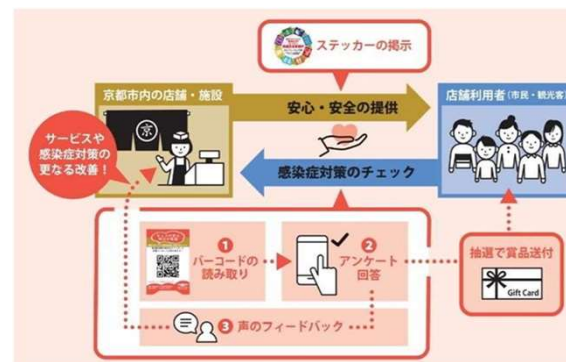 ステッカーの掲示
京都市内の店舗・施設
安心・安全の提供
店舗利用者(市民・観光客)
京
サービスや
感染症対策の
更なる改善!
感染症対策のチェック
1
バーコードの
読み取り
2
アンケート
回答
抽選で賞品送付
Gift Card
3 声のフィードバック